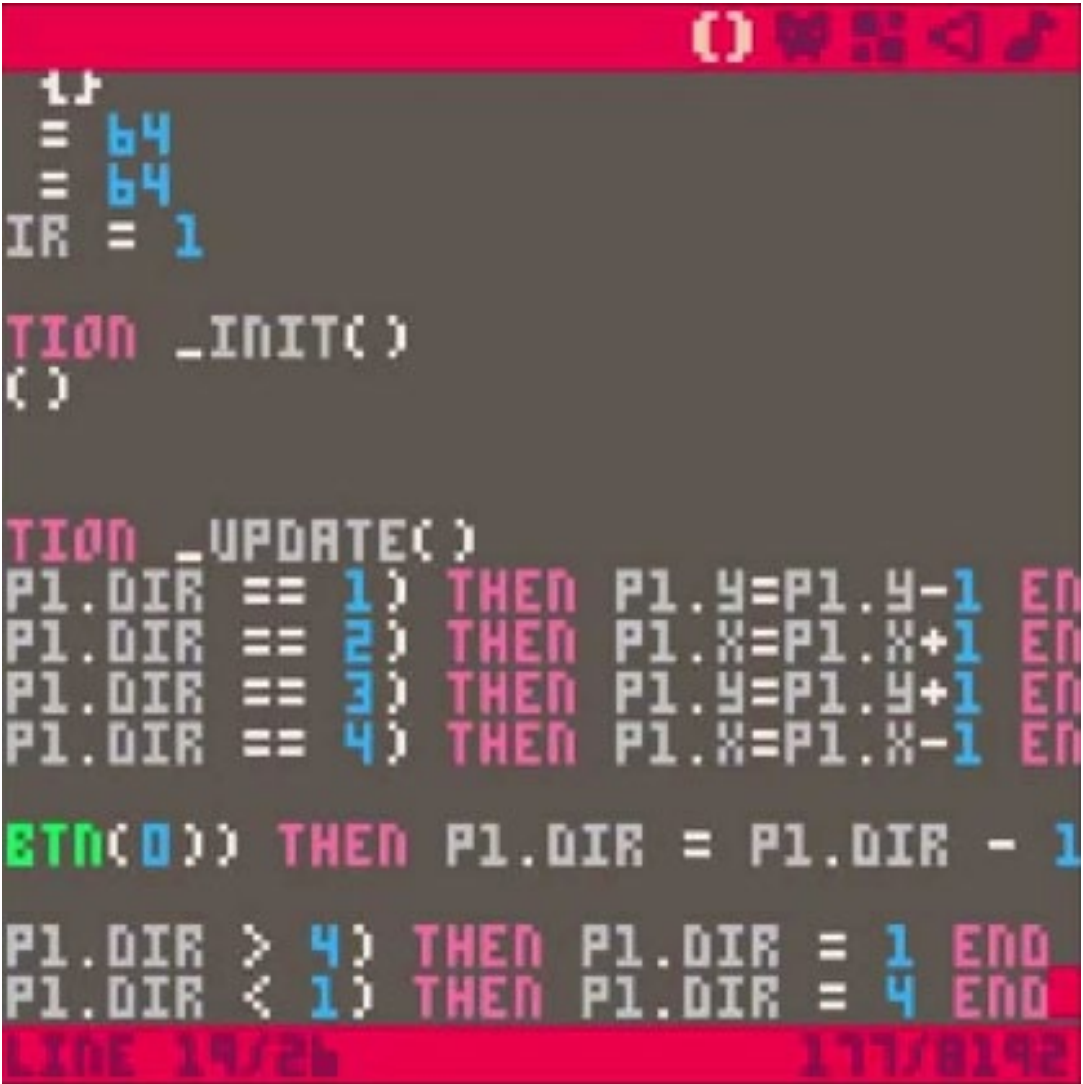 ()
{}
= 64
= 64
IR = 1
TION _INIT()
()
TION _UPDATE()
P1.DIR == 1) THEN P1.Y=P1.Y-1 EN
P1.DIR == 2) THEN P1.X=P1.X+1 EN
P1.DIR == 3) THEN P1.Y=P1.Y+1 EN
P1.DIR == 4) THEN P1.X=P1.X-1 EN
BTN(0)) THEN P1.DIR = P1.DIR - 1
P1.DIR > 4) THEN P1.DIR = 1 END
P1.DIR < 1) THEN P1.DIR = 4 END
LINE 19/26 177/8192